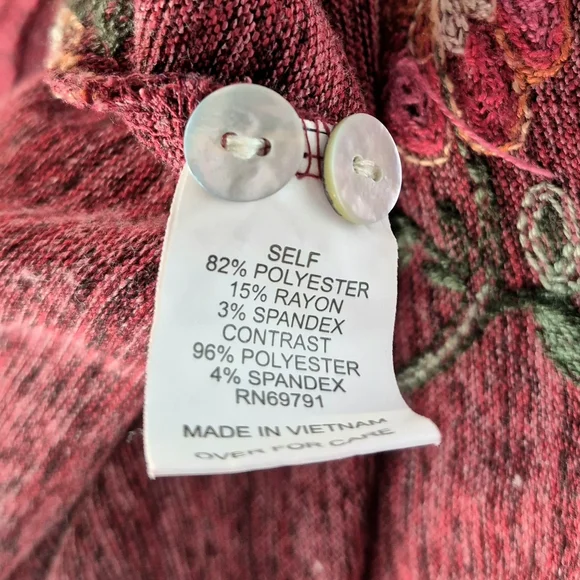 SELF
82% POLYESTER
15% RAYON
3% SPANDEX
CONTRAST
96% POLYESTER
4% SPANDEX
RN69791
MADE IN VIETNAM
OVER FOR CARE